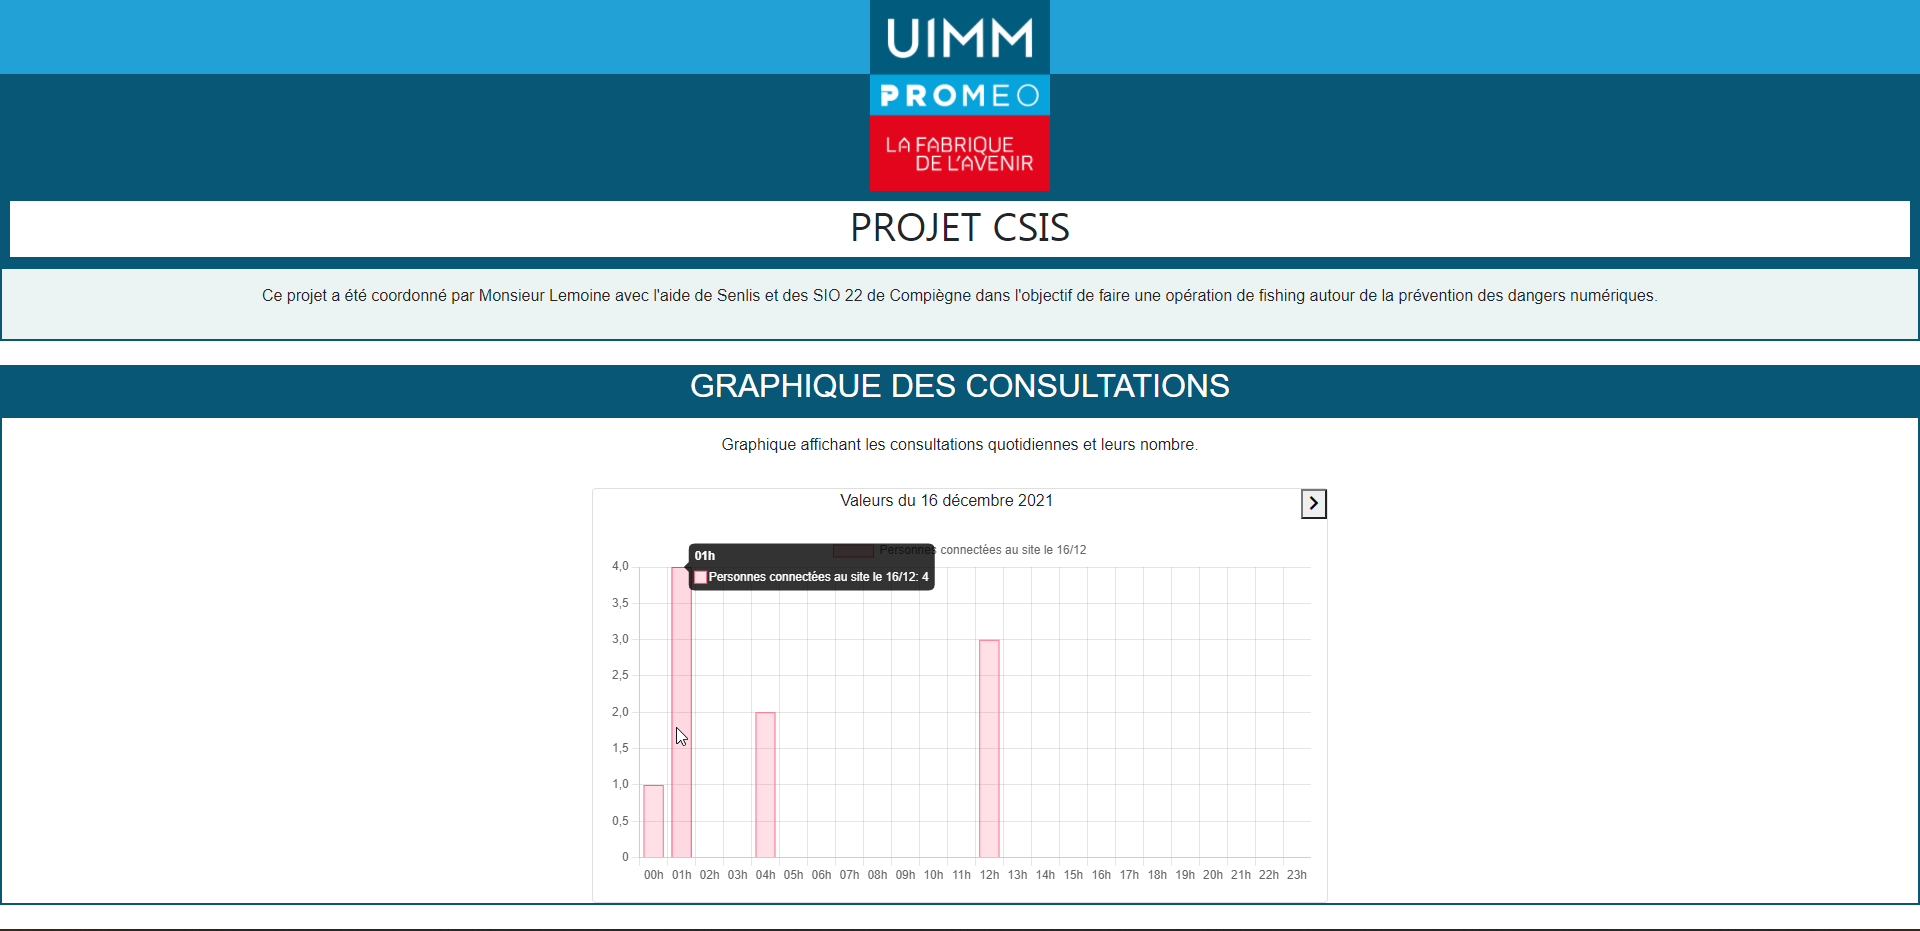 UIMM
PROMEO
LA FABRIQUE
DE L'AVENIR
PROJET CSIS
Ce projet a été coordonné par Monsieur Lemoine avec l'aide de Senlis et des SIO 22 de Compiègne dans l'objectif de faire une opération de fishing autour de la prévention des dangers numériques.
GRAPHIQUE DES CONSULTATIONS
Graphique affichant les consultations quotidiennes et leurs nombre.
Valeurs du 16 décembre 2021
Personnes connectées au site le 16/12
01h
Personnes connectées au site le 16/12: 4
4,0
3,5
3,0
2,5
2,0
1,5
1,0
0,5
0
00h 01h 02h 03h 04h 05h 06h 07h 08h 09h 10h 11h 12h 13h 14h 15h 16h 17h 18h 19h 20h 21h 22h 23h